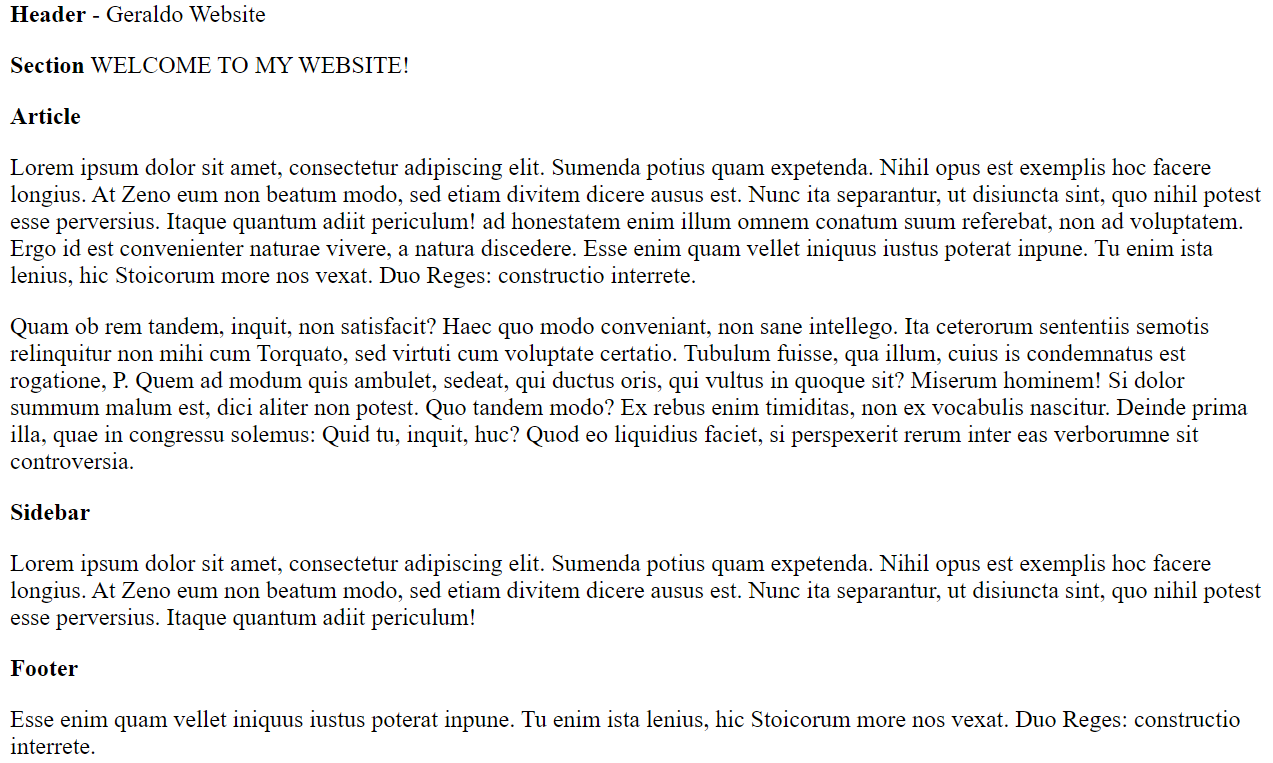 Header - Geraldo Website
Section WELCOME TO MY WEBSITE!
Article
Lorem ipsum dolor sit amet, consectetur adipiscing elit. Sumenda potius quam expetenda. Nihil opus est exemplis hoc facere
longius. At Zeno eum non beatum modo, sed etiam divitem dicere ausus est. Nunc ita separantur, ut disiuncta sint, quo nihil potest
esse perversius. Itaque quantum adiit periculum! ad honestatem enim illum omnem conatum suum referebat, non ad voluptatem.
Ergo id est convenienter naturae vivere, a natura discedere. Esse enim quam vellet iniquus iustus poterat inpune. Tu enim ista
lenius, hic Stoicorum more nos vexat. Duo Reges: constructio interrete.
Quam ob rem tandem, inquit, non satisfacit? Haec quo modo conveniant, non sane intellego. Ita ceterorum sententiis semotis
relinquitur non mihi cum Torquato, sed virtuti cum voluptate certatio. Tubulum fuisse, qua illum, cuius is condemnatus est
rogatione, P. Quem ad modum quis ambulet, sedeat, qui ductus oris, qui vultus in quoque sit? Miserum hominem! Si dolor
summum malum est, dici aliter non potest. Quo tandem modo? Ex rebus enim timiditas, non ex vocabulis nascitur. Deinde prima
illa, quae in congressu solemus: Quid tu, inquit, huc? Quod eo liquidius faciet, si perspexerit rerum inter eas verborumne sit
controversia.
Sidebar
Lorem ipsum dolor sit amet, consectetur adipiscing elit. Sumenda potius quam expetenda. Nihil opus est exemplis hoc facere
longius. At Zeno eum non beatum modo, sed etiam divitem dicere ausus est. Nunc ita separantur, ut disiuncta sint, quo nihil potest
esse perversius. Itaque quantum adiit periculum!
Footer
Esse enim quam vellet iniquus iustus poterat inpune. Tu enim ista lenius, hic Stoicorum more nos vexat. Duo Reges: constructio
interrete.